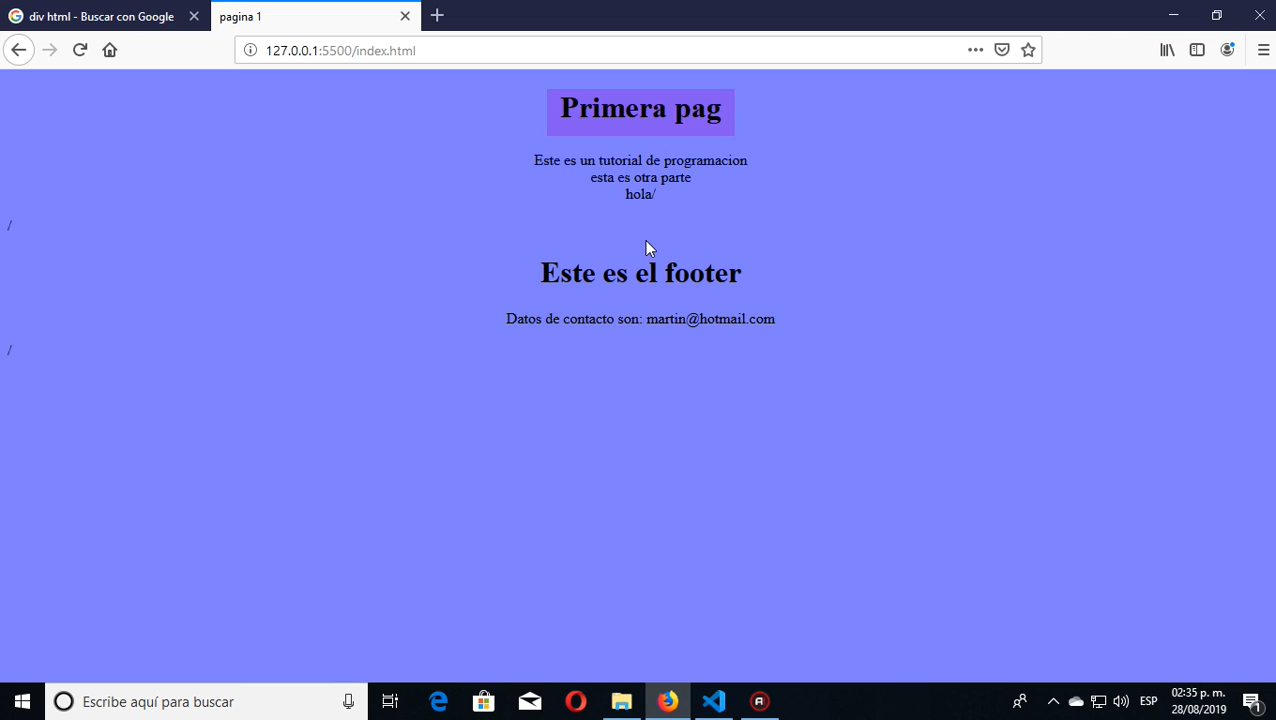 div html - Buscar con Google
pagina 1
127.0.0.1:5500/index.html
Primera pag
Este es un tutorial de programacion
esta es otra parte
hola/
/
Este es el footer
Datos de contacto son: martin@hotmail.com
/
Escribe aquí para buscar
ESP
02:35 p. m.
28/08/2019
1